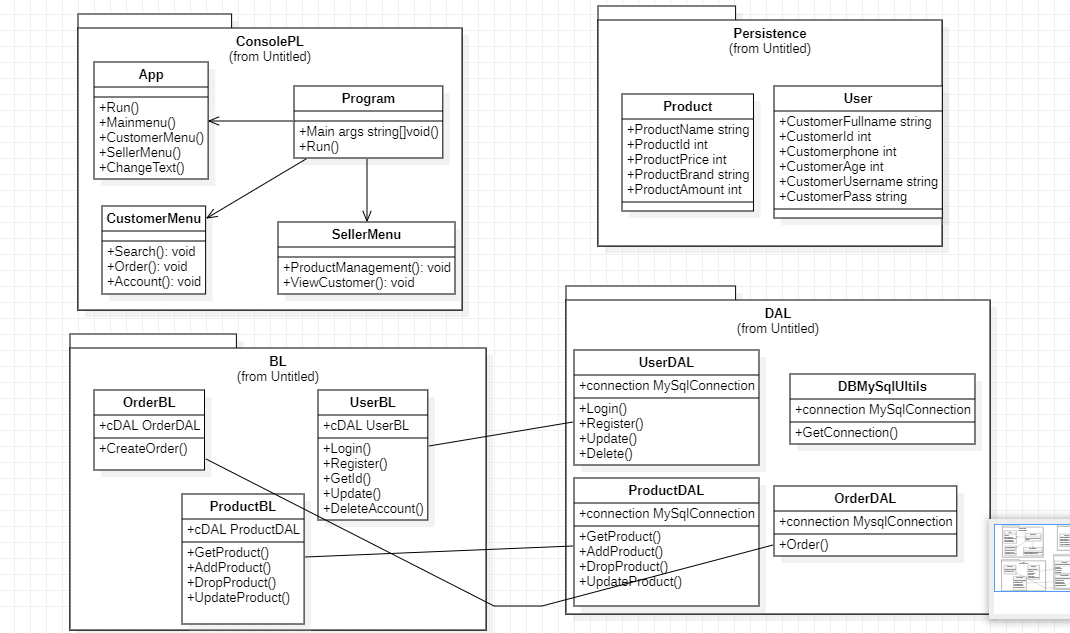 ConsolePL
(from Untitled)
App
+Run()
+Mainmenu()
+CustomerMenu()
+SellerMenu()
+ChangeText()
Program
+Main args string[]void()
+Run()
CustomerMenu
+Search(): void
+Order(): void
+Account(): void
SellerMenu
+ProductManagement(): void
+ViewCustomer(): void
Persistence
(from Untitled)
Product
+ProductName string
+ProductId int
+ProductPrice int
+ProductBrand string
+ProductAmount int
User
+CustomerFullname string
+CustomerId int
+Customerphone int
+CustomerAge int
+CustomerUsername string
+CustomerPass string
BL
(from Untitled)
OrderBL
+cDAL OrderDAL
+CreateOrder()
UserBL
+cDAL UserBL
+Login()
+Register()
+GetId()
+Update()
+DeleteAccount()
ProductBL
+cDAL ProductDAL
+GetProduct()
+AddProduct()
+DropProduct()
+UpdateProduct()
DAL
(from Untitled)
UserDAL
+connection MySqlConnection
+Login()
+Register()
+Update()
+Delete()
DBMySqlUltils
+connection MySqlConnection
+GetConnection()
ProductDAL
+connection MySqlConnection
+GetProduct()
+AddProduct()
+DropProduct()
+UpdateProduct()
OrderDAL
+connection MysqlConnection
+Order()